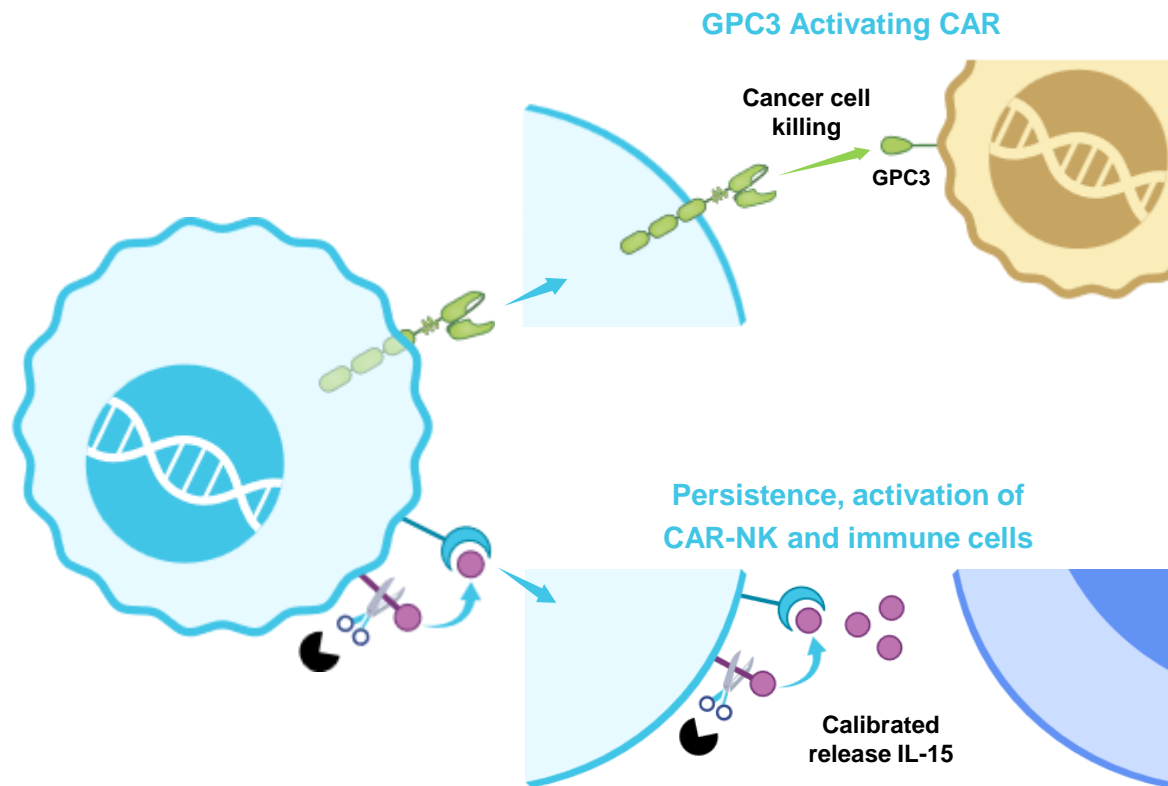 GPC3 Activating CAR
Cancer cell
killing
GPC3
Persistence, activation of
CAR-NK and immune cells
Calibrated
release IL-15